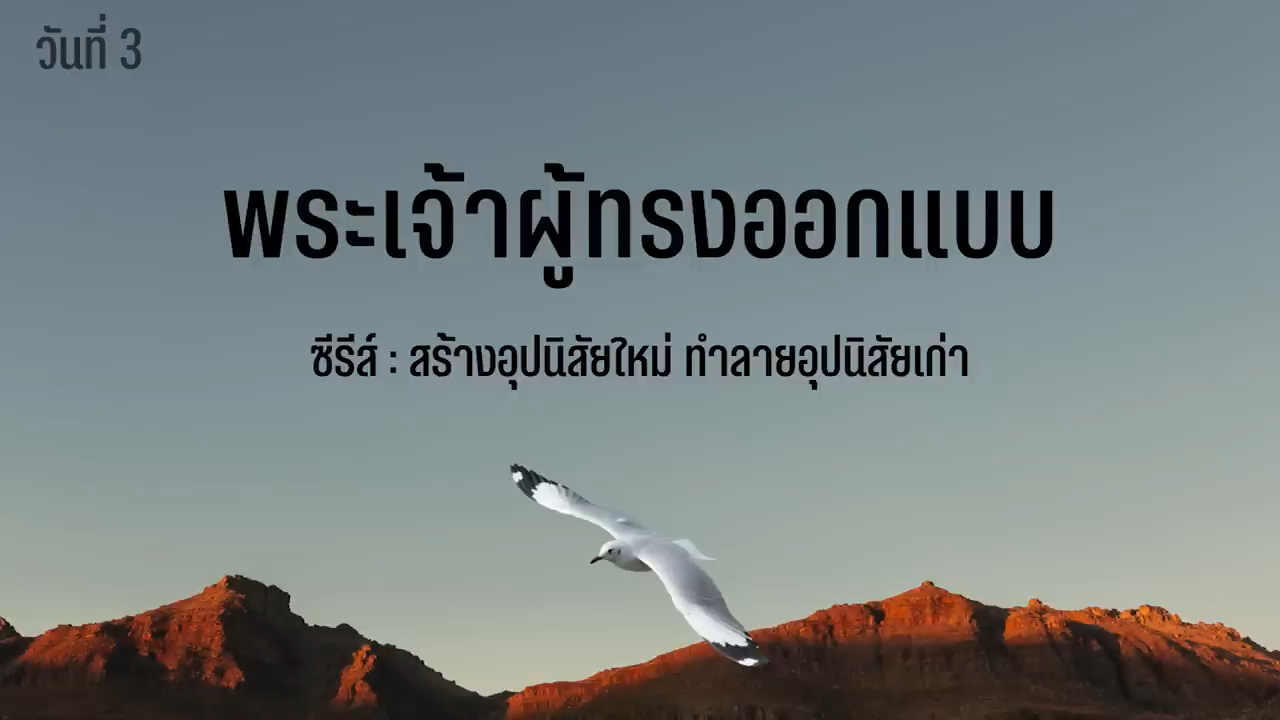 วันที่ 3
พระเจ้าผู้ทรงออกแบบ
ซีรีส์ : สร้างอุปนิสัยใหม่ ทำลายอุปนิสัยเก่า